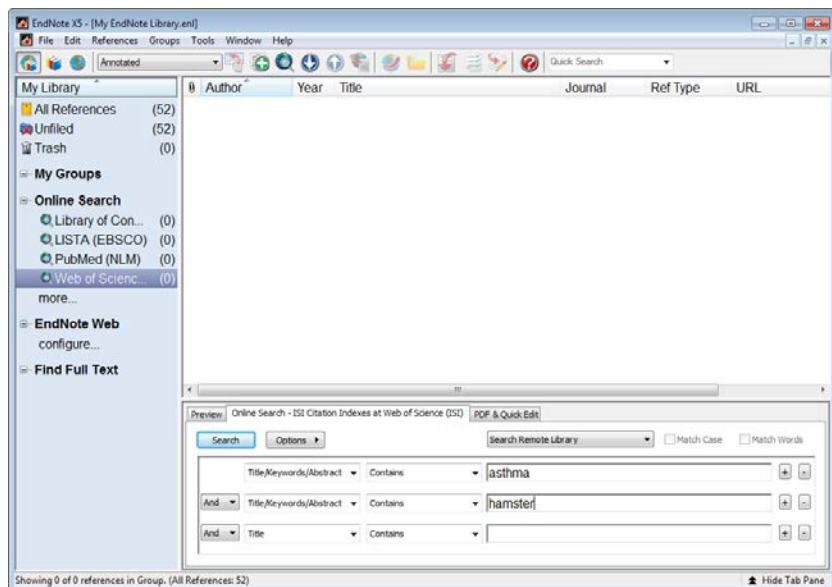 EndNote X5 - [My EndNote Library.enl]
File Edit References Groups Tools Window Help
Annotated Quick Search
My Library Author Year Title Journal Ref Type URL
All References (52)
Unfiled (52)
Trash (0)
My Groups
Online Search
Library of Con... (0)
LISTA (EBSCO) (0)
PubMed (NLM) (0)
Web of Scienc... (0)
more...
EndNote Web
configure...
Find Full Text
Preview Online Search - ISI Citation Indexes at Web of Science (ISI) PDF & Quick Edit
Search Options Search Remote Library Match Case Match Words
Title/Keywords/Abstract Contains asthma + -
And Title/Keywords/Abstract Contains hamster + -
And Title Contains + -
Showing 0 of 0 references in Group. (All References: 52) Hide Tab Pane